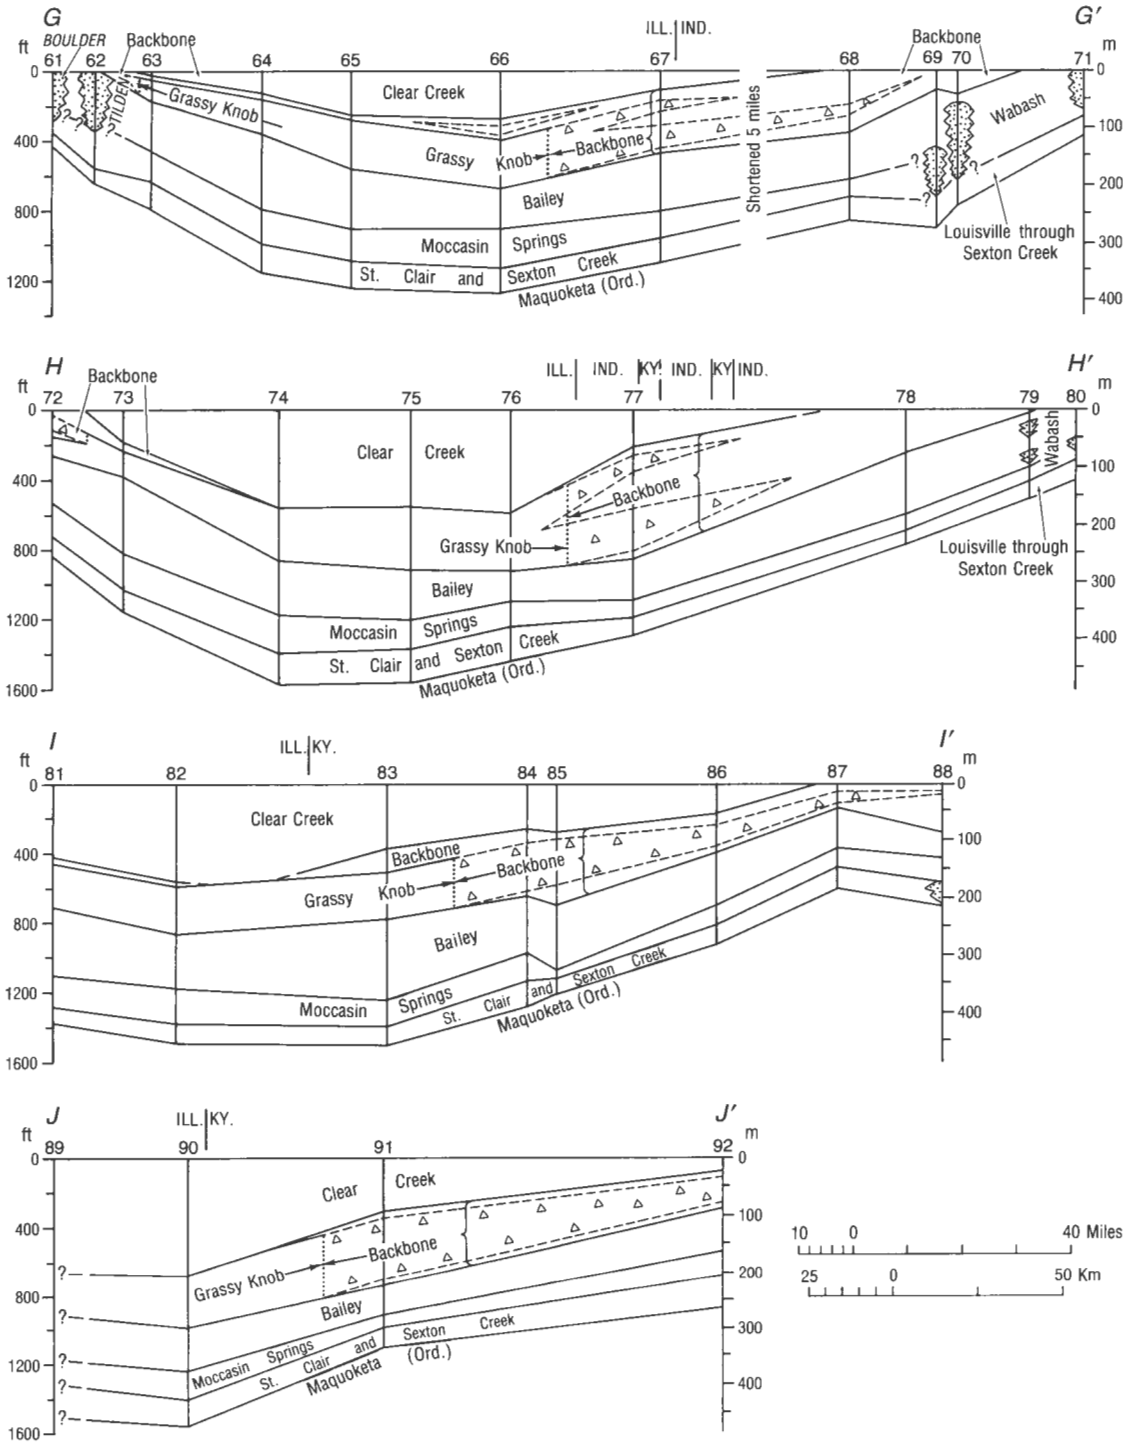 G
G'
ILL. IND.
ft
BOULDER
Backbone
Backbone
m
61 62 63 64 65 66 67 68 69 70 71
0
0
TILDEN
Grassy Knob
Clear Creek
Shortened 5 miles
Wabash
? ? ?
100
400
Grassy Knob
Backbone
?
?
200
800
Bailey
?
Moccasin Springs
Louisville through
Sexton Creek
300
St. Clair and Sexton Creek
1200
Maquoketa (Ord.)
400
H
H'
ILL. IND. KY. IND. KY IND.
ft
Backbone
m
72 73 74 75 76 77 78 79 80
0
0
Clear Creek
Wabash
100
400
Backbone
200
800
Grassy Knob
Louisville through
Sexton Creek
Bailey
300
1200
Moccasin Springs
400
St. Clair and Sexton Creek
1600
Maquoketa (Ord.)
I
I'
ILL. KY.
ft
m
81 82 83 84 85 86 87 88
0
0
Clear Creek
100
400
Backbone
Backbone
Grassy Knob
200
800
Bailey
300
1200
Moccasin Springs
St. Clair and Sexton Creek
400
Maquoketa (Ord.)
1600
J
J'
ILL. KY.
ft
m
89 90 91 92
0
0
Clear Creek
400
100
?
Grassy Knob
Backbone
800
200
?
Bailey
300
1200
?
Moccasin Springs
?
St. Clair and Sexton Creek
400
Maquoketa (Ord.)
1600
?
10 0 40 Miles
25 0 50 Km